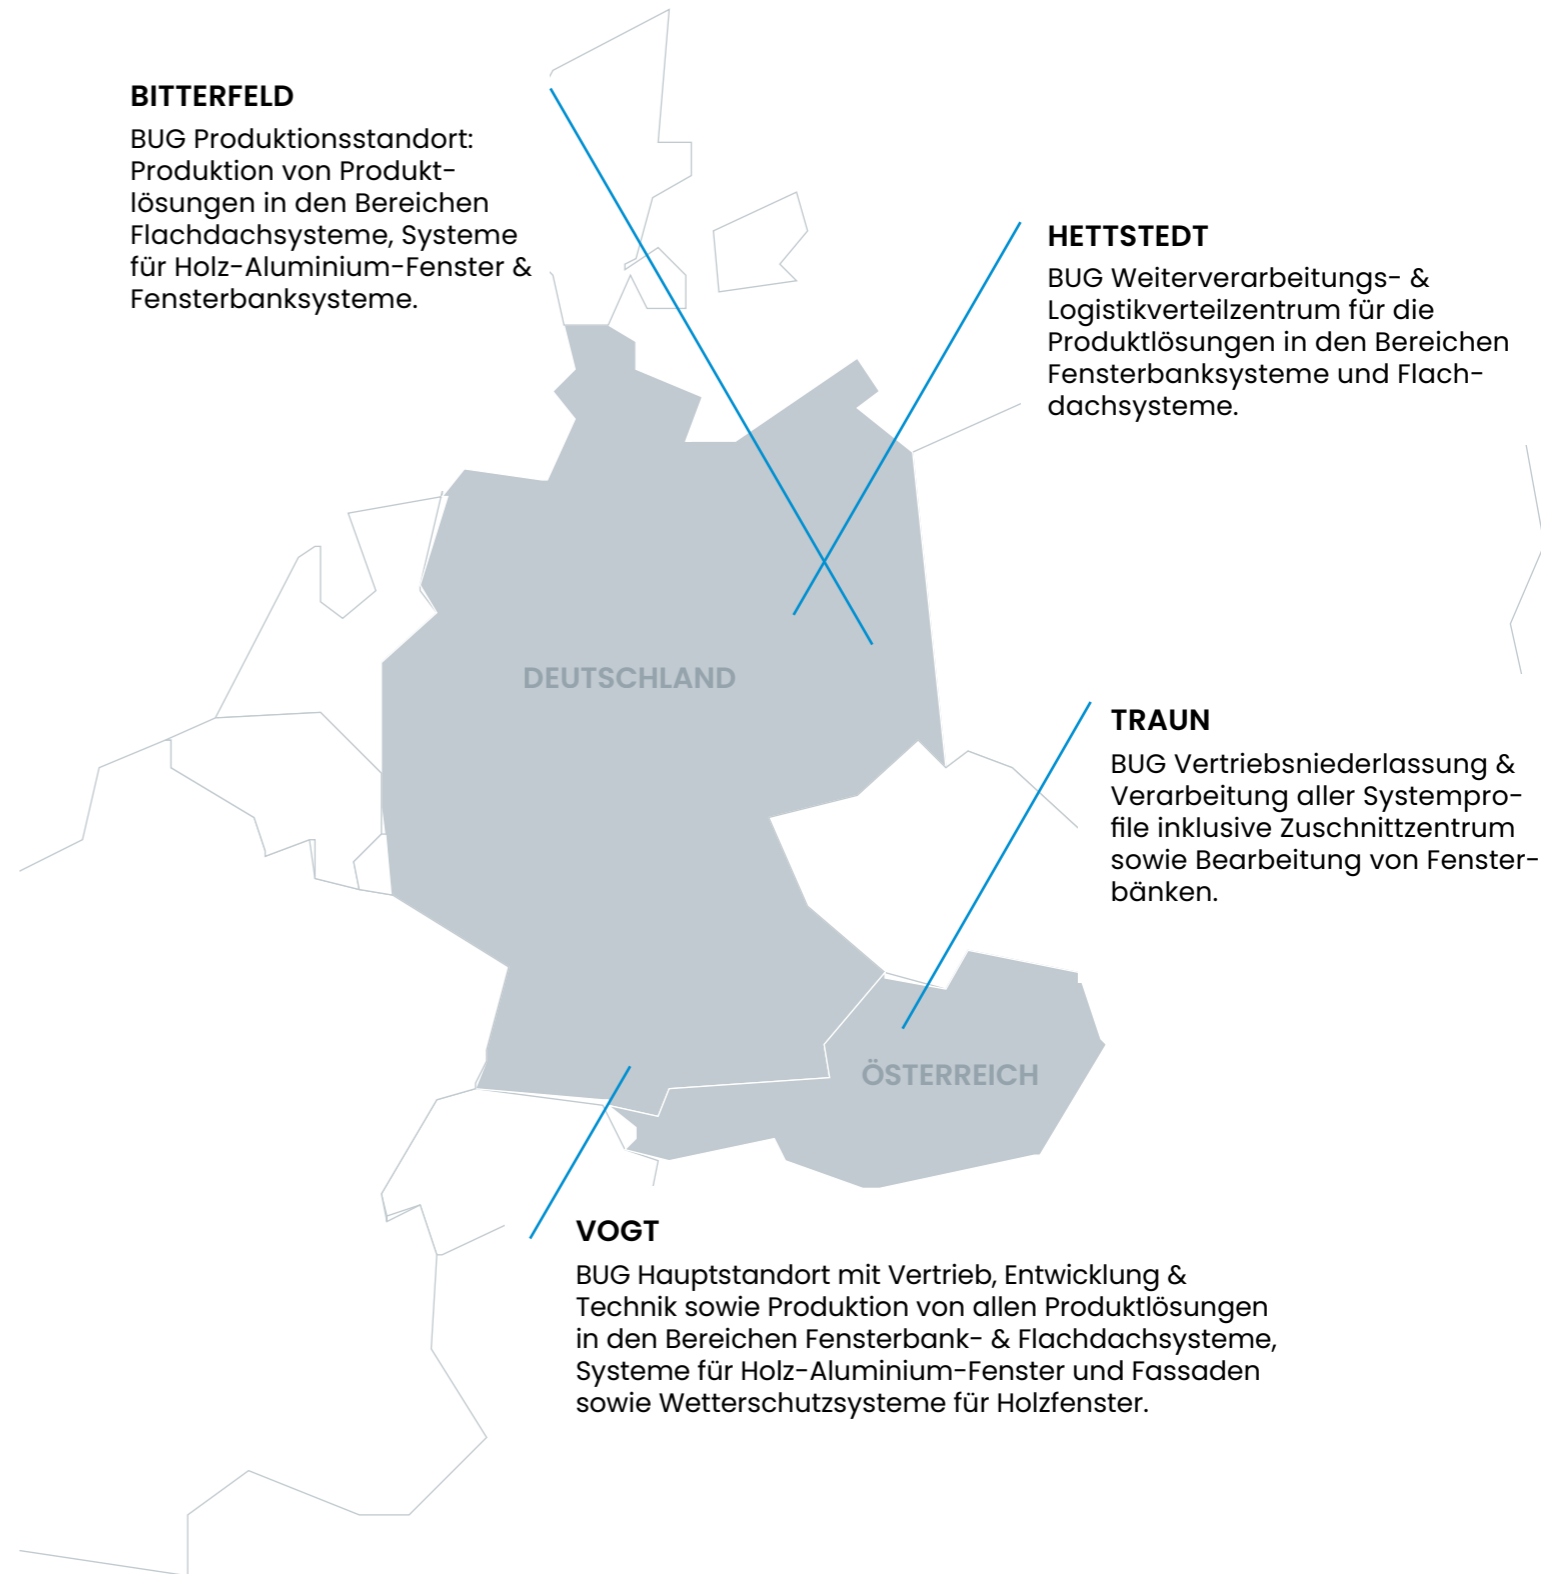 BITTERFELD
BUG Produktionsstandort:
Produktion von Produkt-
lösungen in den Bereichen
Flachdachsysteme, Systeme
für Holz-Aluminium-Fenster &
Fensterbanksysteme.
HETTSTEDT
BUG Weiterverarbeitungs- &
Logistikverteilzentrum für die
Produktlösungen in den Bereichen
Fensterbanksysteme und Flach-
dachsysteme.
DEUTSCHLAND
TRAUN
BUG Vertriebsniederlassung &
Verarbeitung aller Systempro-
file inklusive Zuschnittzentrum
sowie Bearbeitung von Fenster-
bänken.
ÖSTERREICH
VOGT
BUG Hauptstandort mit Vertrieb, Entwicklung &
Technik sowie Produktion von allen Produktlösungen
in den Bereichen Fensterbank- & Flachdachsysteme,
Systeme für Holz-Aluminium-Fenster und Fassaden
sowie Wetterschutzsysteme für Holzfenster.